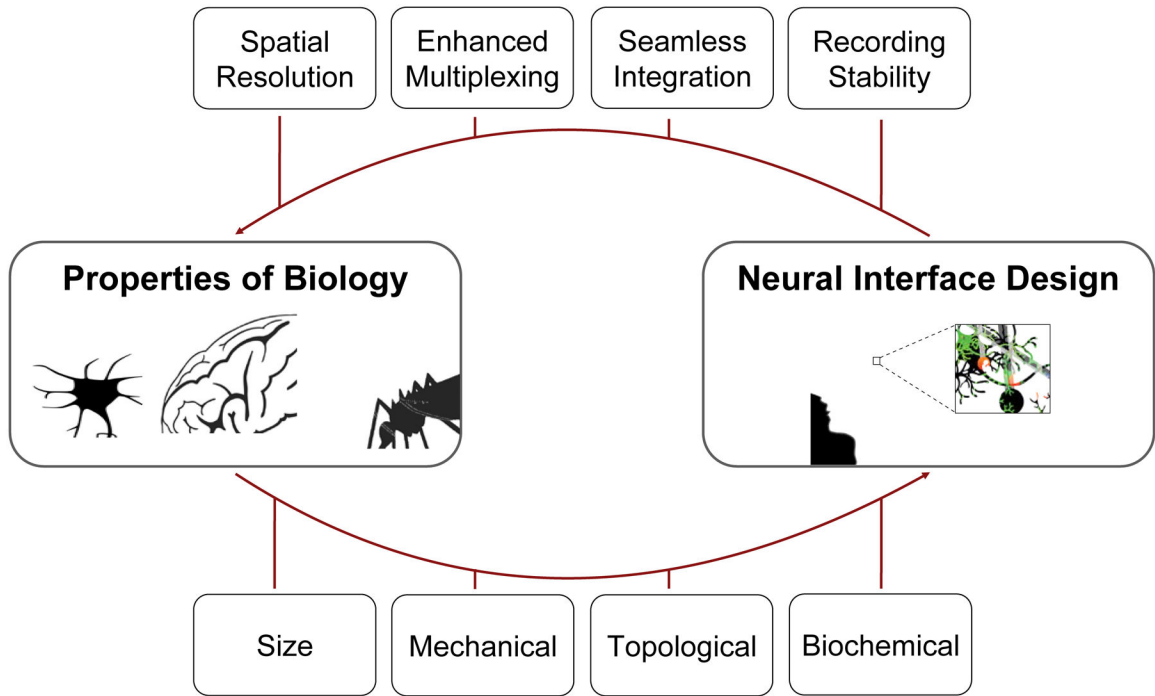 Spatial
Resolution
Enhanced
Multiplexing
Seamless
Integration
Recording
Stability
Properties of Biology
Neural Interface Design
Size
Mechanical
Topological
Biochemical